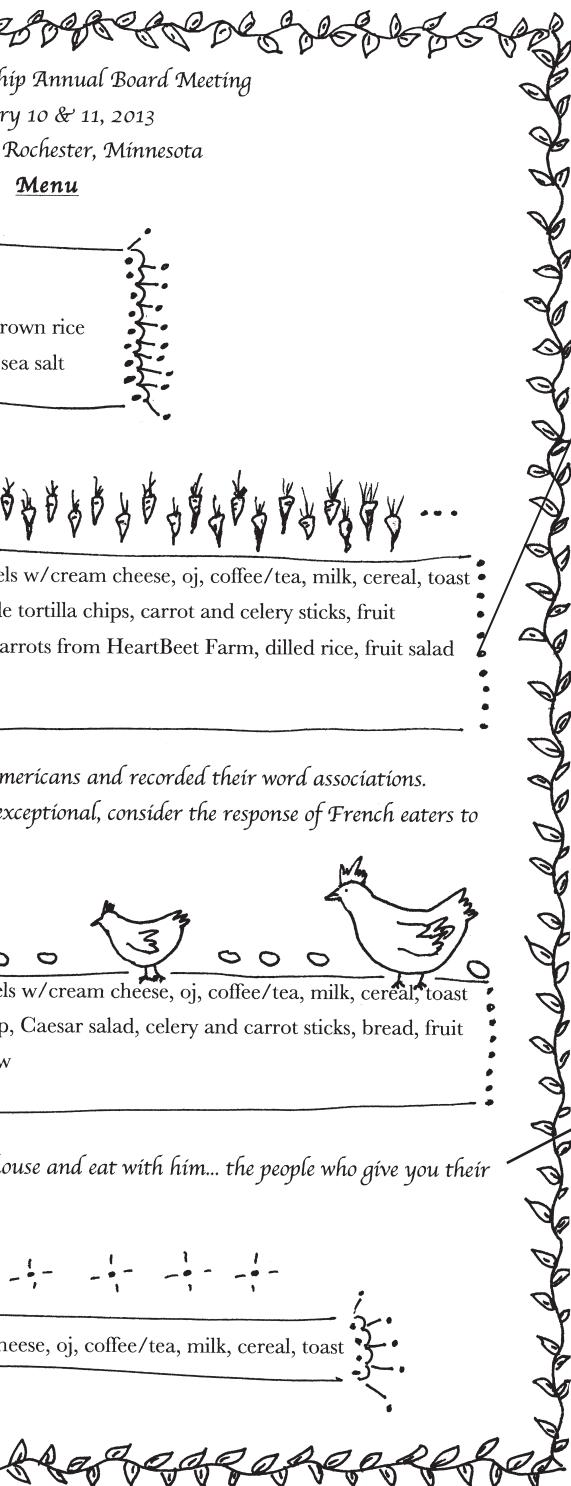 hip Annual Board Meeting
ry 10 & 11, 2013
Rochester, Minnesota
Menu
rown rice
sea salt
els w/cream cheese, oj, coffee/tea, milk, cereal, toast
le tortilla chips, carrot and celery sticks, fruit
arrots from HeartBeet Farm, dilled rice, fruit salad
mericans and recorded their word associations.
exceptional, consider the response of French eaters to
els w/cream cheese, oj, coffee/tea, milk, cereal, toast
p, Caesar salad, celery and carrot sticks, bread, fruit
w
ouse and eat with him... the people who give you their
heese, oj, coffee/tea, milk, cereal, toast